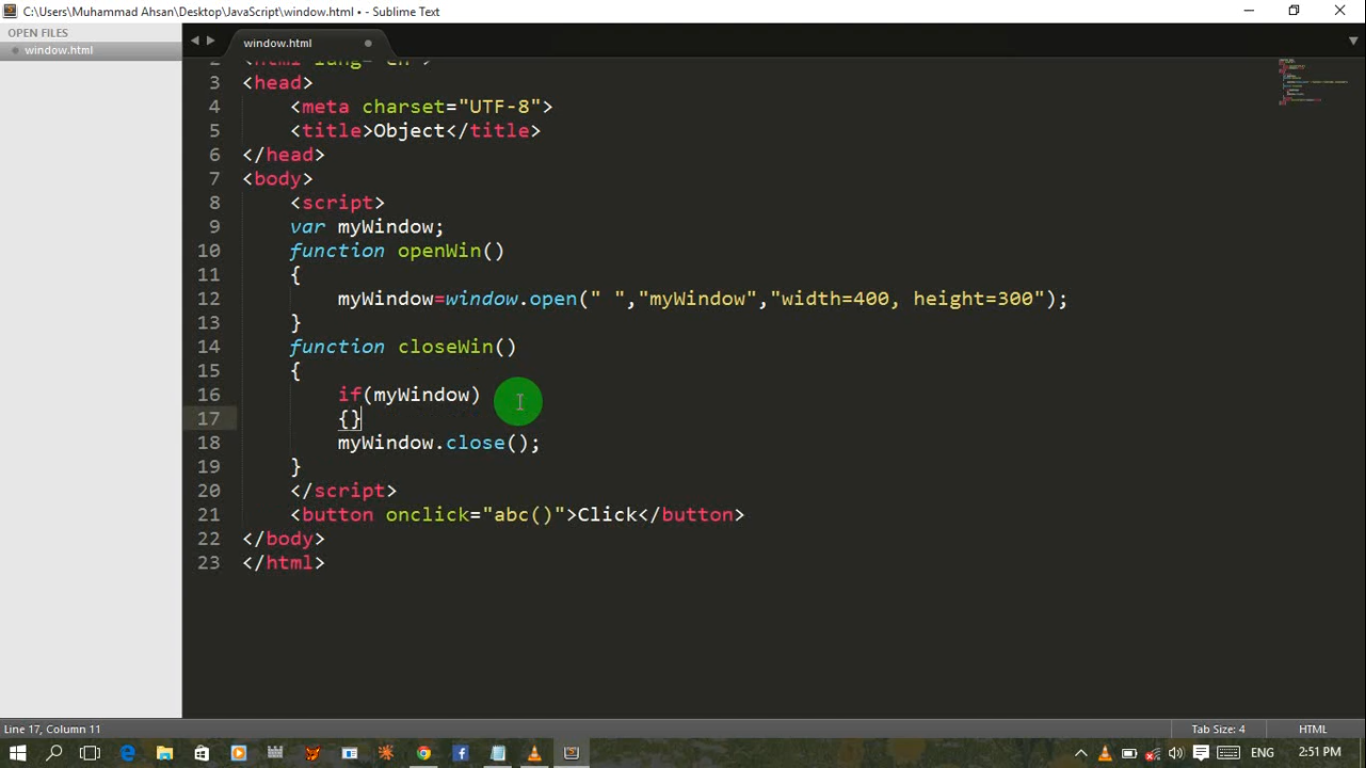 C:\Users\Muhammad Ahsan\Desktop\JavaScript\window.html • - Sublime Text
OPEN FILES
window.html
window.html
2 <html lang="en">
3 <head>
4 <meta charset="UTF-8">
5 <title>Object</title>
6 </head>
7 <body>
8 <script>
9 var myWindow;
10 function openWin()
11 {
12 myWindow=window.open(" ","myWindow","width=400, height=300");
13 }
14 function closeWin()
15 {
16 if(myWindow)
17 {}
18 myWindow.close();
19 }
20 </script>
21 <button onclick="abc()">Click</button>
22 </body>
23 </html>
Line 17, Column 11
Tab Size: 4
HTML
ENG
2:51 PM